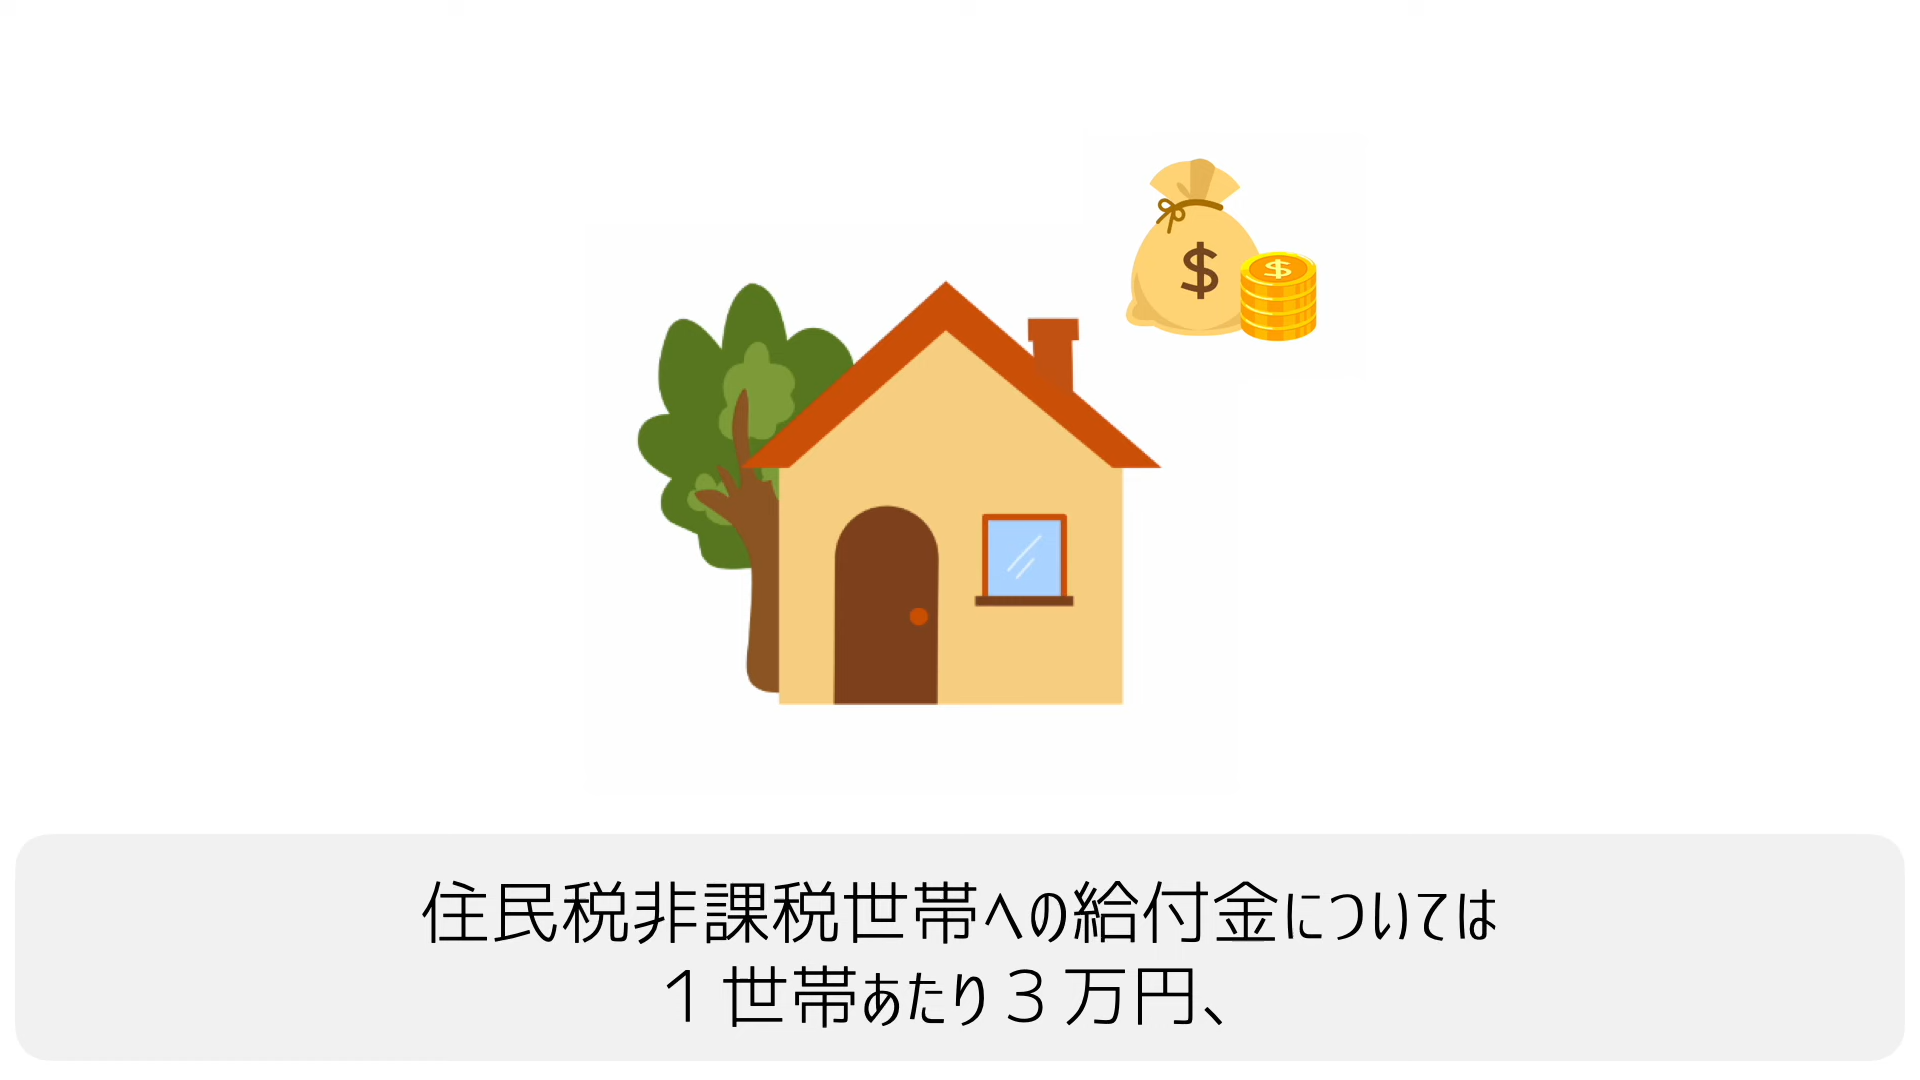 $
$
住民税非課税世帯への給付金については
１世帯あたり３万円、